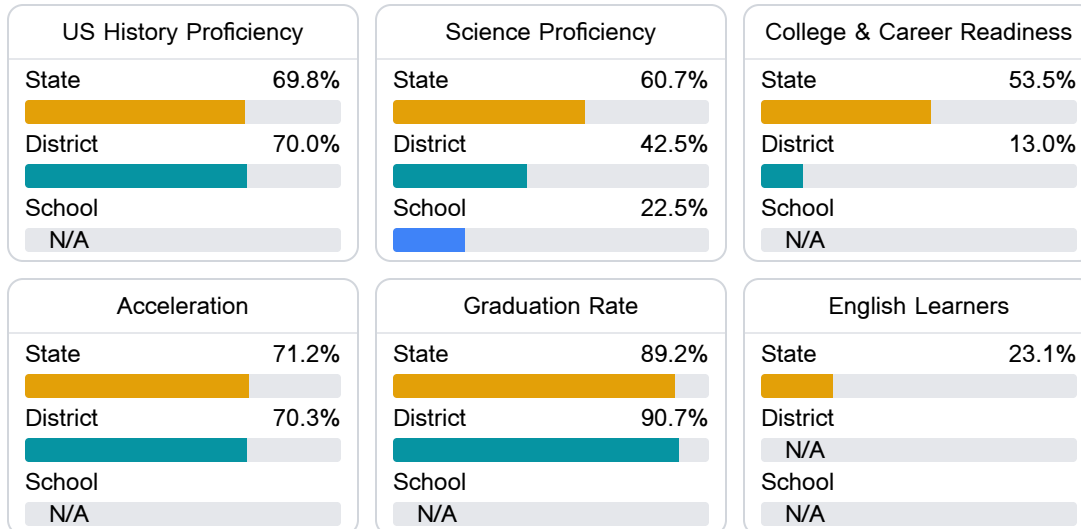 US History Proficiency
State 69.8%
District 70.0%
School
N/A
Science Proficiency
State 60.7%
District 42.5%
School 22.5%
College & Career Readiness
State 53.5%
District 13.0%
School
N/A
Acceleration
State 71.2%
District 70.3%
School
N/A
Graduation Rate
State 89.2%
District 90.7%
School
N/A
English Learners
State 23.1%
District
N/A
School
N/A